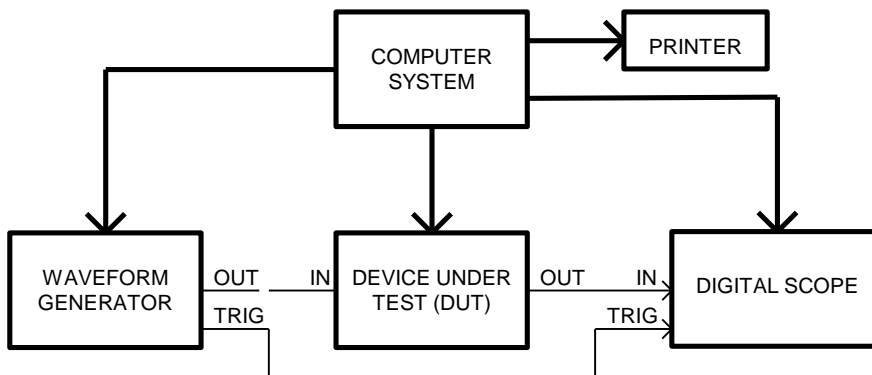 COMPUTER
SYSTEM
PRINTER
WAVEFORM
GENERATOR
OUT
TRIG
IN
DEVICE UNDER
TEST (DUT)
OUT
IN
TRIG
DIGITAL SCOPE